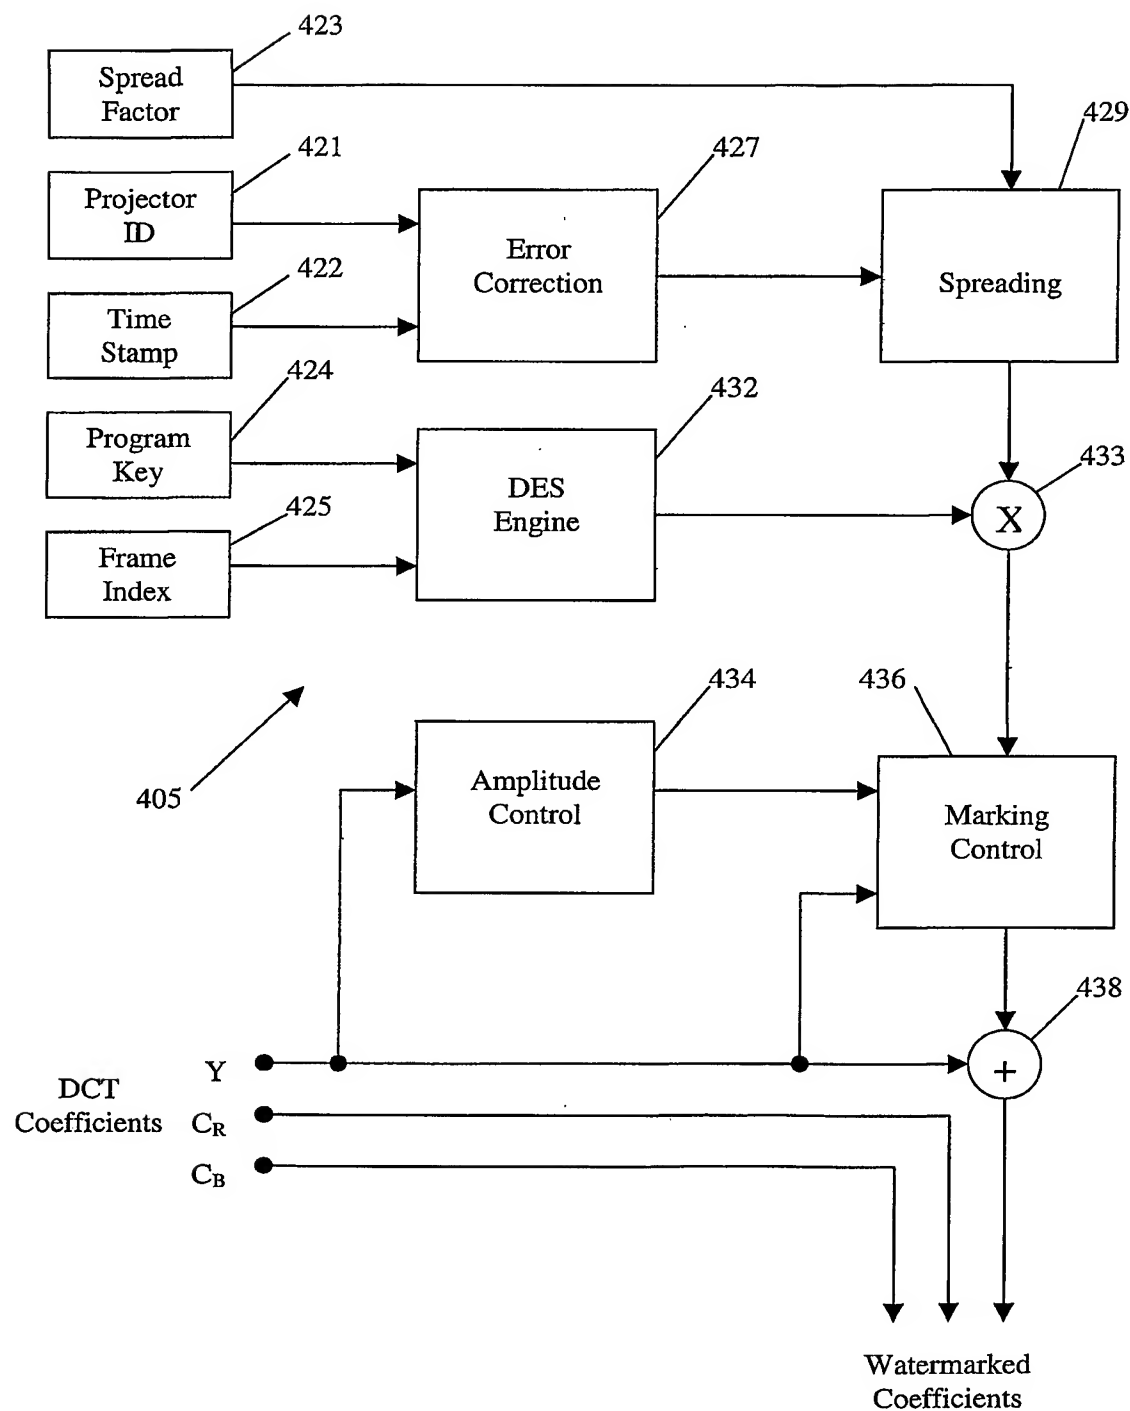 423
Spread
Factor
429
421
427
Projector
ID
Error
Correction
Spreading
422
Time
Stamp
424
432
Program
Key
433
DES
Engine
X
425
Frame
Index
434
436
405
Amplitude
Control
Marking
Control
438
Y
+
DCT
Coefficients
CR
CB
Watermarked
Coefficients